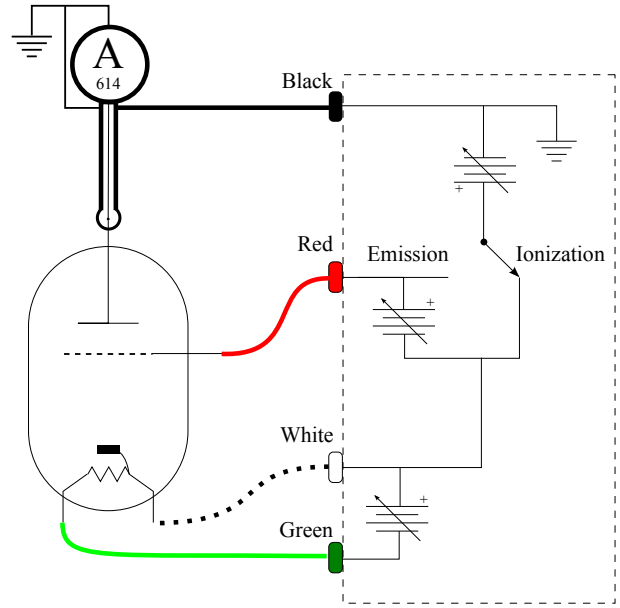 A
614
Black
+
Red
Emission
Ionization
+
White
+
Green